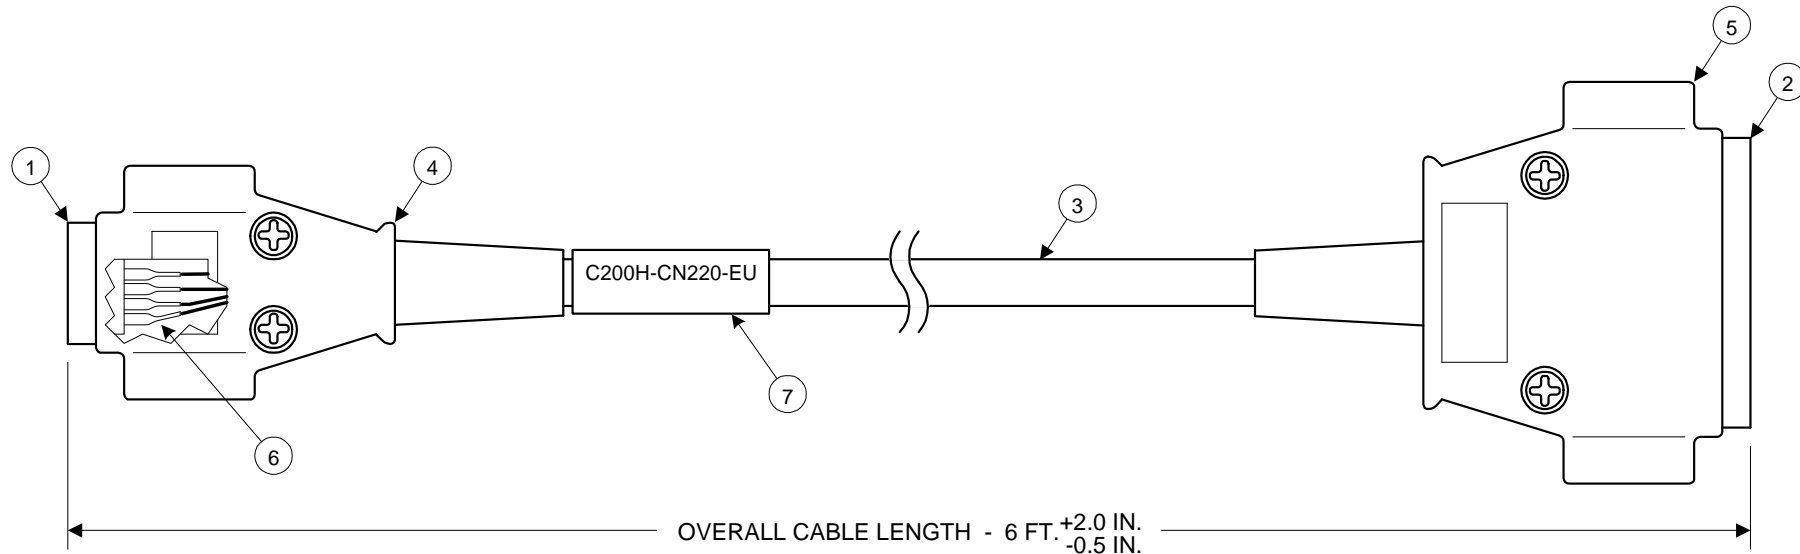 5
2
1
4
3
C200H-CN220-EU
7
6
OVERALL CABLE LENGTH - 6 FT. +2.0 IN.
-0.5 IN.